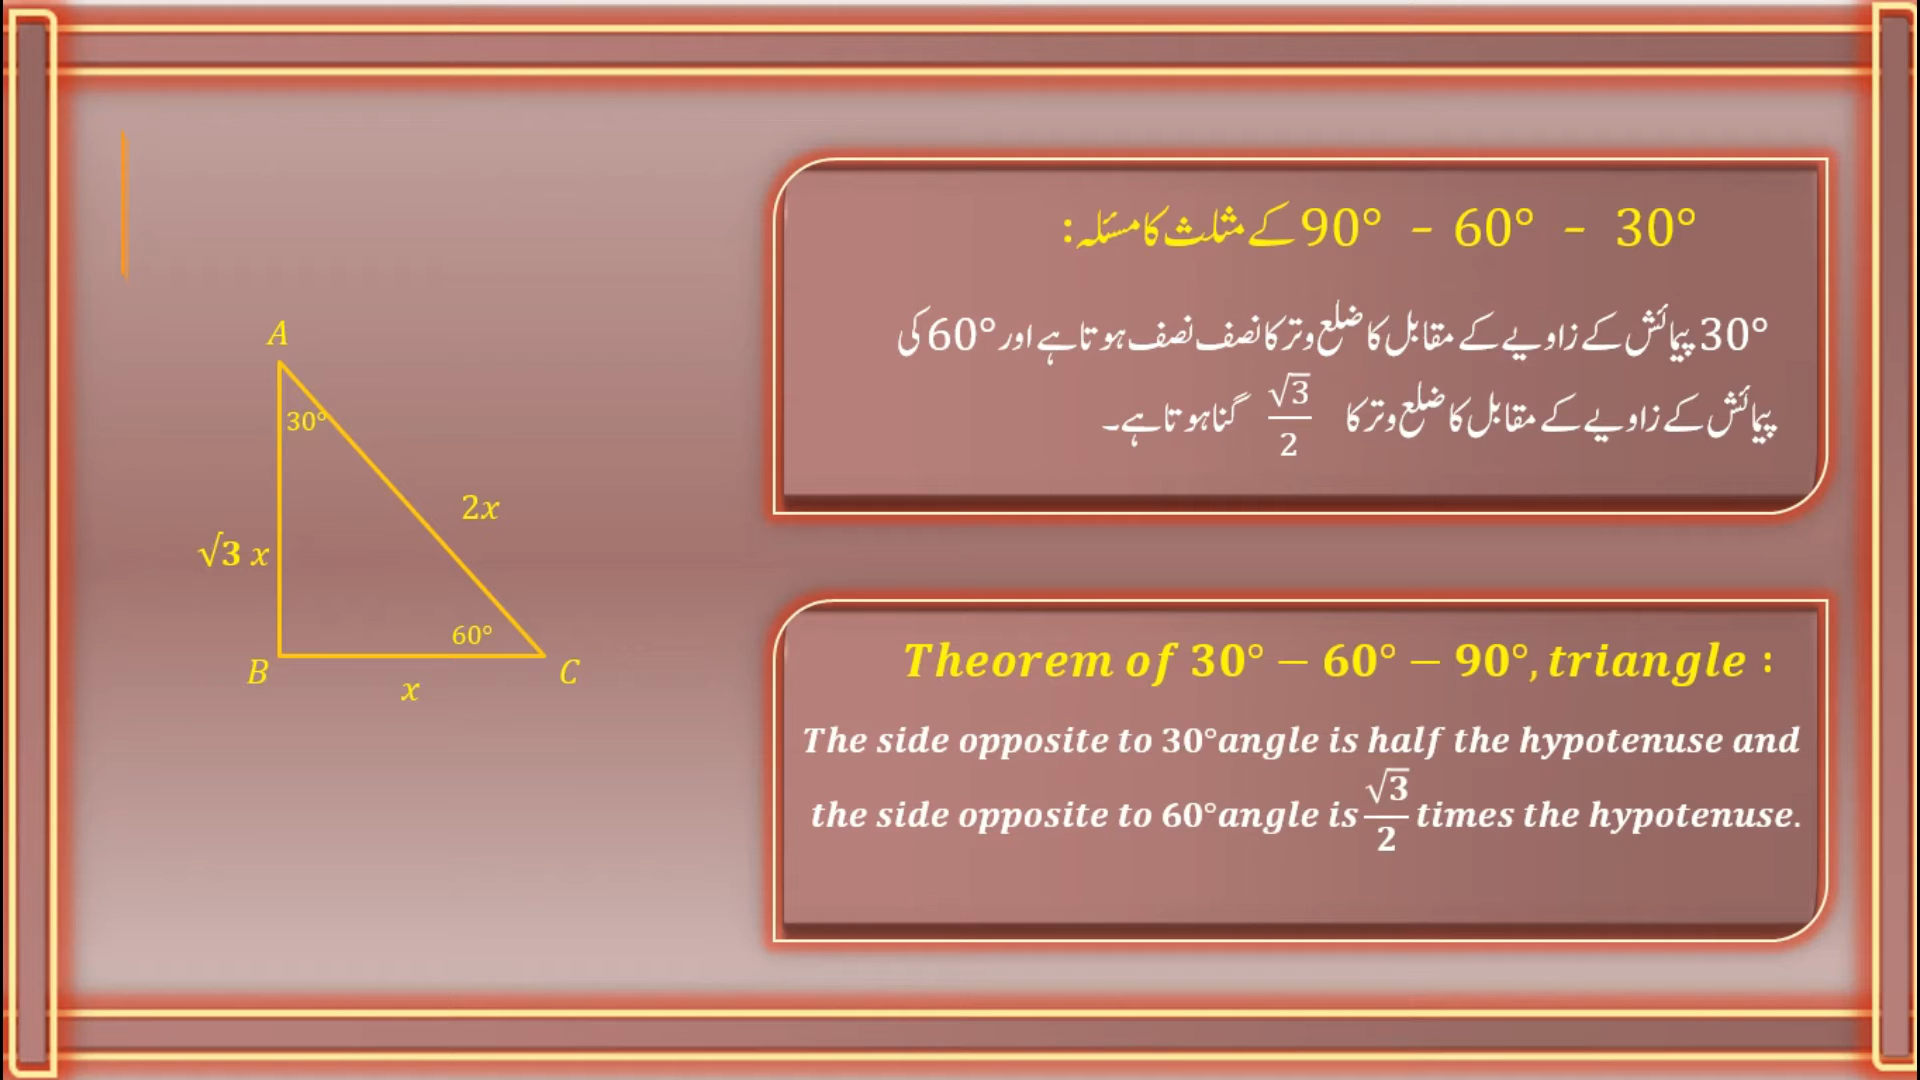 A
30°
2x
√3 x
60°
B
C
x
30° - 60° - 90° کے مثلث کا مسئلہ:
30° پیمائش کے زاویے کے مقابل کا ضلع وتر کا نصف نصف ہوتا ہے اور 60° کی
پیمائش کے زاویے کے مقابل کا ضلع وتر کا √3/2 گنا ہوتا ہے۔
Theorem of 30° − 60° − 90°, triangle :
The side opposite to 30°angle is half the hypotenuse and
the side opposite to 60°angle is √3/2 times the hypotenuse.